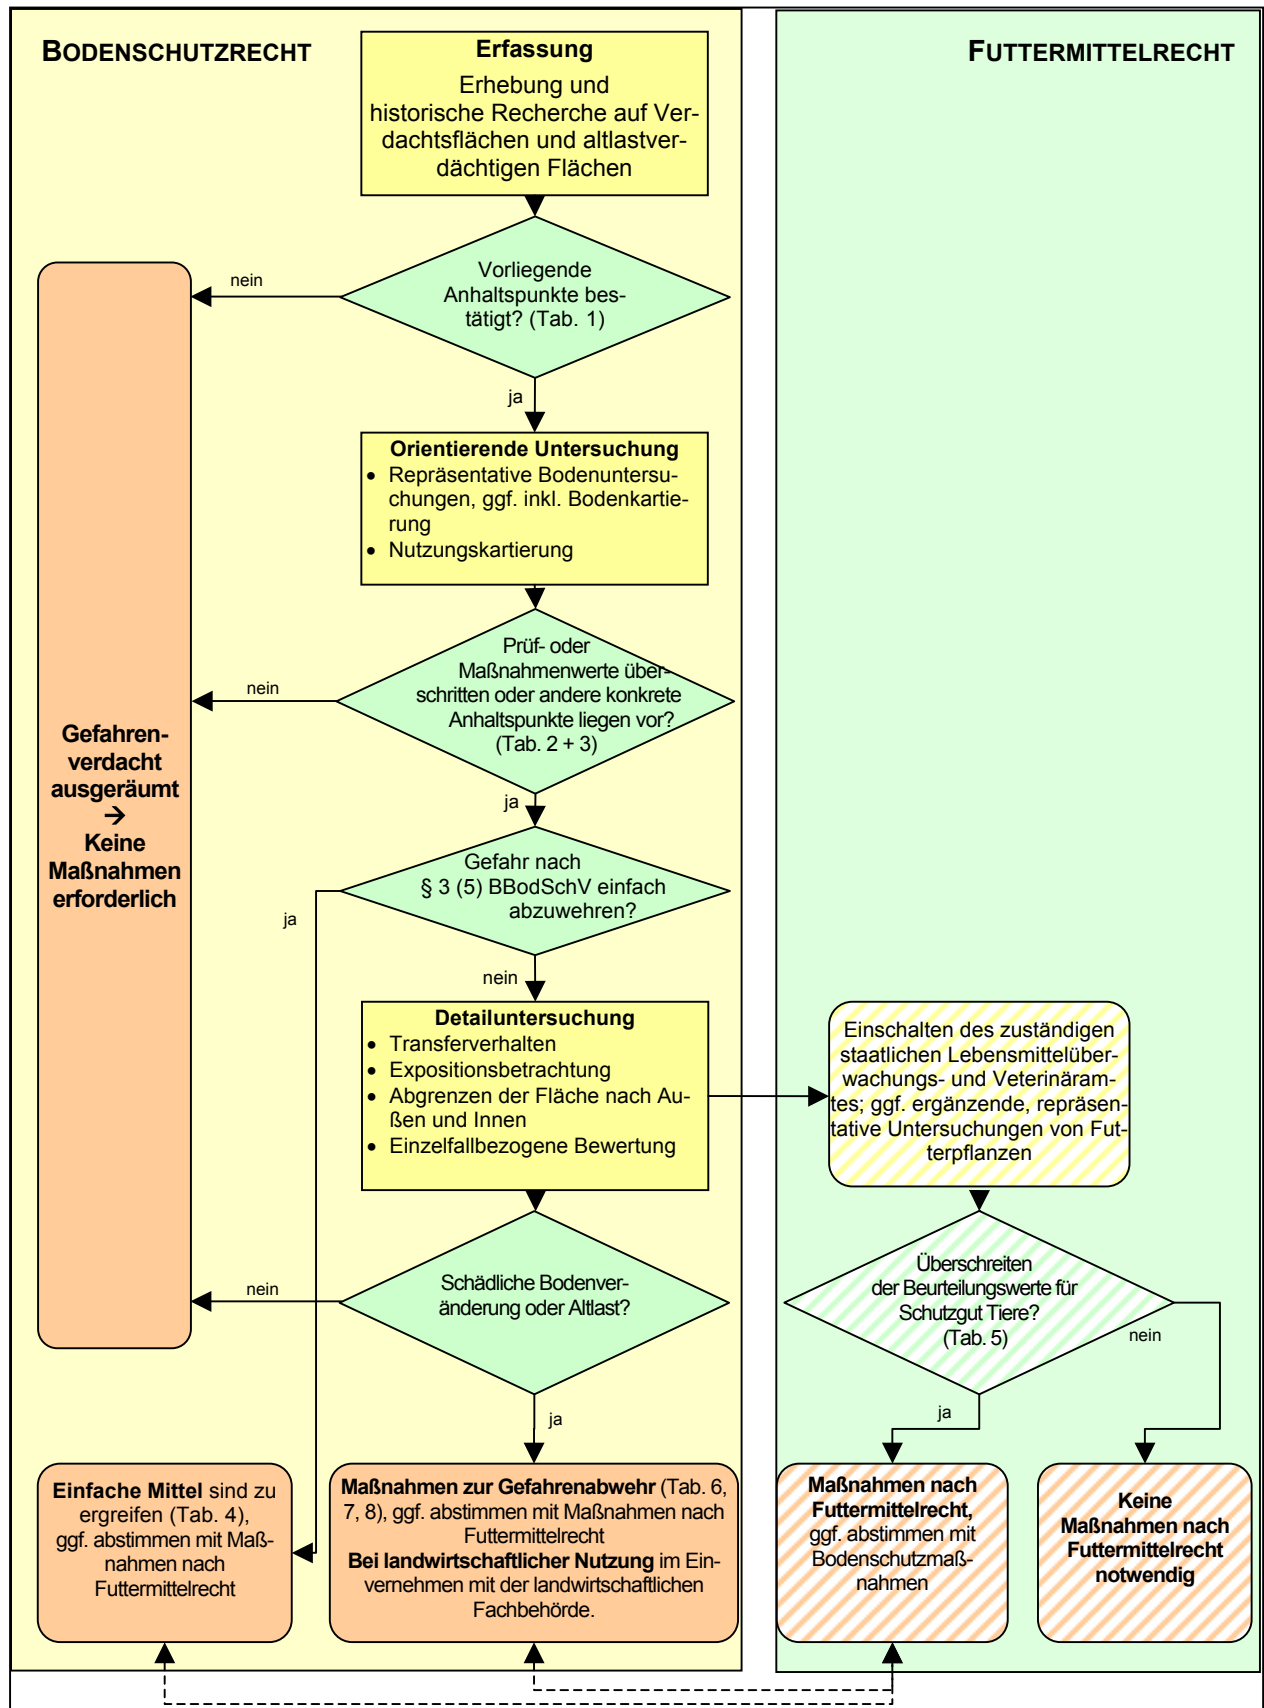 BODENSCHUTZRECHT
FUTTERMITTELRECHT
Erfassung
Erhebung und
historische Recherche auf Ver-
dachtsflächen und altlastver-
dächtigen Flächen
Vorliegende
Anhaltspunkte bes-
tätigt? (Tab. 1)
nein
ja
Orientierende Untersuchung
• Repräsentative Bodenuntersu-
chungen, ggf. inkl. Bodenkartie-
rung
• Nutzungskartierung
Prüf- oder
Maßnahmenwerte über-
schritten oder andere konkrete
Anhaltspunkte liegen vor?
(Tab. 2 + 3)
nein
ja
Gefahren-
verdacht
ausgeräumt
→
Keine
Maßnahmen
erforderlich
Gefahr nach
§ 3 (5) BBodSchV einfach
abzuwehren?
ja
nein
Detailuntersuchung
• Transferverhalten
• Expositionsbetrachtung
• Abgrenzen der Fläche nach Au-
ßen und Innen
• Einzelfallbezogene Bewertung
Einschalten des zuständigen
staatlichen Lebensmittelüber-
wachungs- und Veterinäram-
tes; ggf. ergänzende, repräsen-
tative Untersuchungen von Fut-
terpflanzen
Schädliche Bodenver-
änderung oder Altlast?
nein
ja
Überschreiten
der Beurteilungswerte für
Schutzgut Tiere?
(Tab. 5)
nein
ja
Einfache Mittel sind zu
ergreifen (Tab. 4),
ggf. abstimmen mit Maß-
nahmen nach
Futtermittelrecht
Maßnahmen zur Gefahrenabwehr (Tab. 6,
7, 8), ggf. abstimmen mit Maßnahmen nach
Futtermittelrecht
Bei landwirtschaftlicher Nutzung im Ein-
vernehmen mit der landwirtschaftlichen
Fachbehörde.
Maßnahmen nach
Futtermittelrecht,
ggf. abstimmen mit
Bodenschutzmaß-
nahmen
Keine
Maßnahmen nach
Futtermittelrecht
notwendig